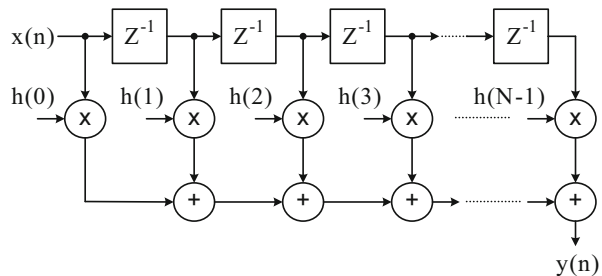 x(n) Z⁻¹ Z⁻¹ Z⁻¹ Z⁻¹
h(0) h(1) h(2) h(3) h(N-1)
x x x x x
+ + + +
y(n)